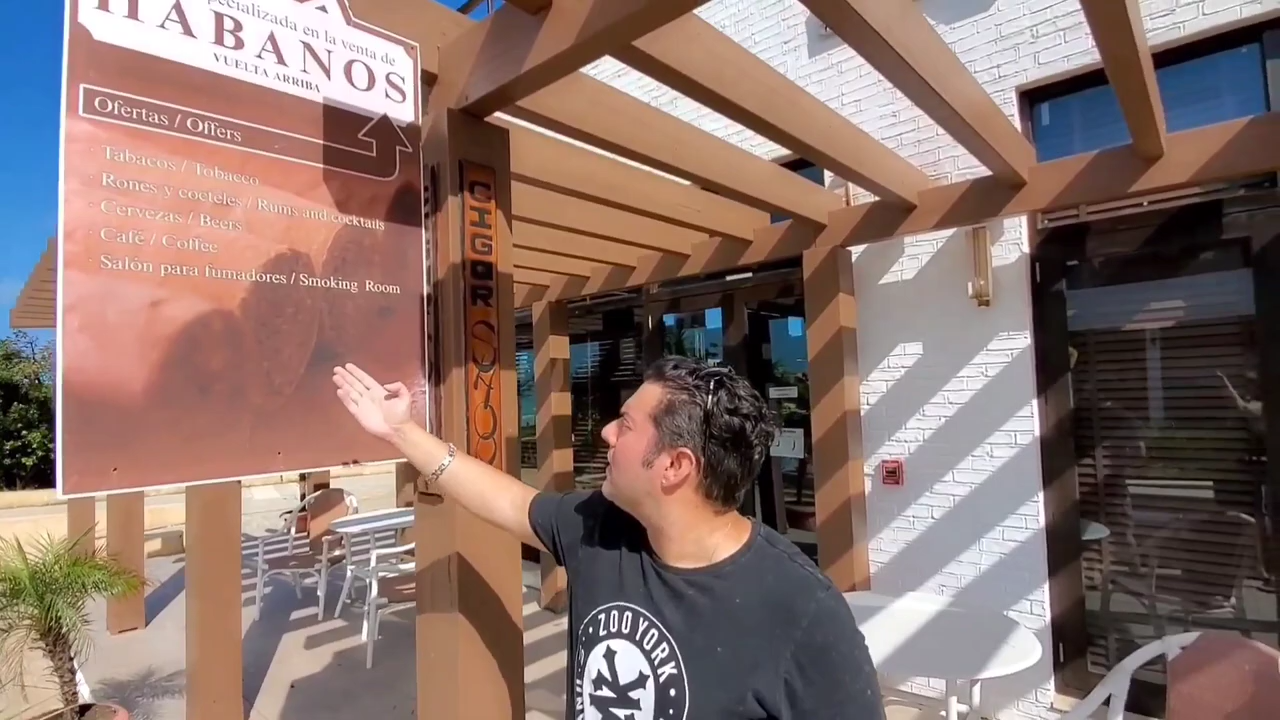 pecializada en la venta de
HABANOS
VUELTA ARRIBA
Ofertas / Offers
· Tabacos / Tobacco
· Rones y cocteles / Rums and cocktails
· Cervezas / Beers
· Café / Coffee
· Salón para fumadores / Smoking Room
CIGAR
ZOO YORK